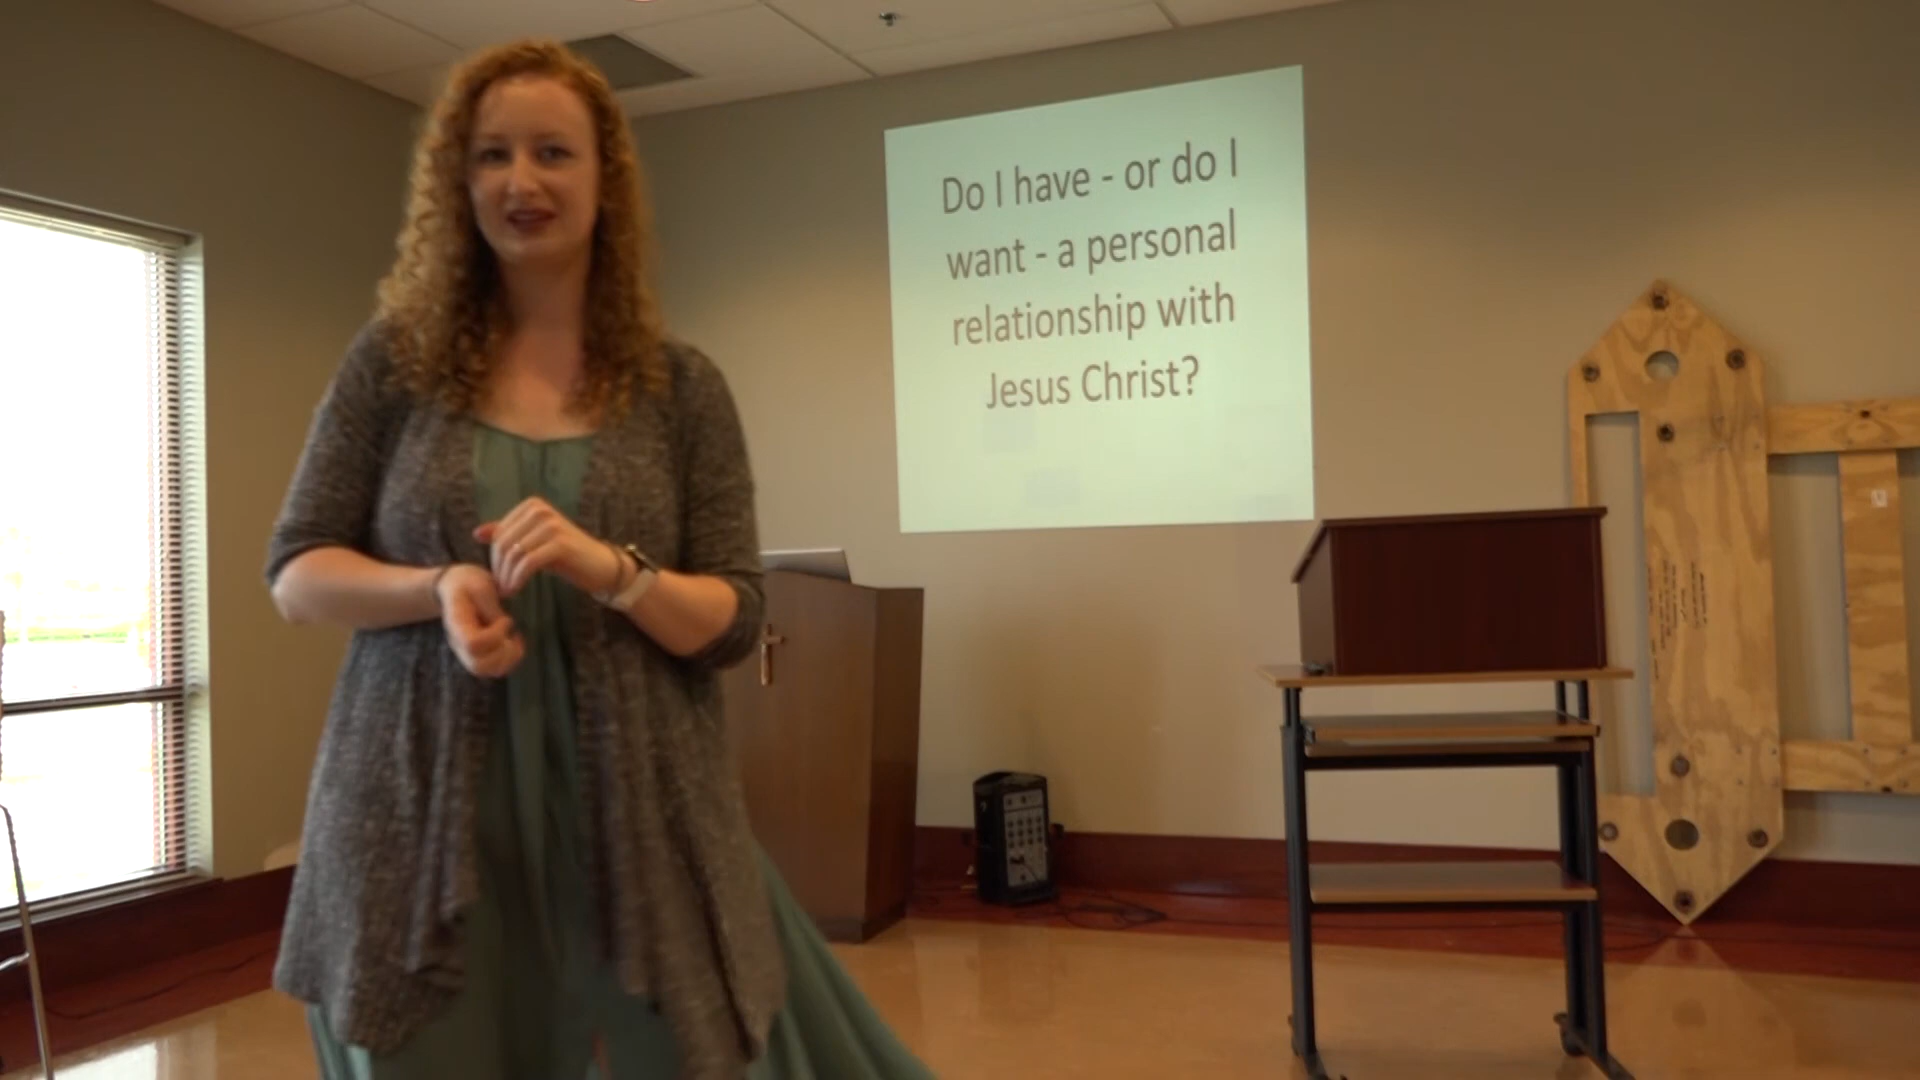 Do I have - or do I
want - a personal
relationship with
Jesus Christ?